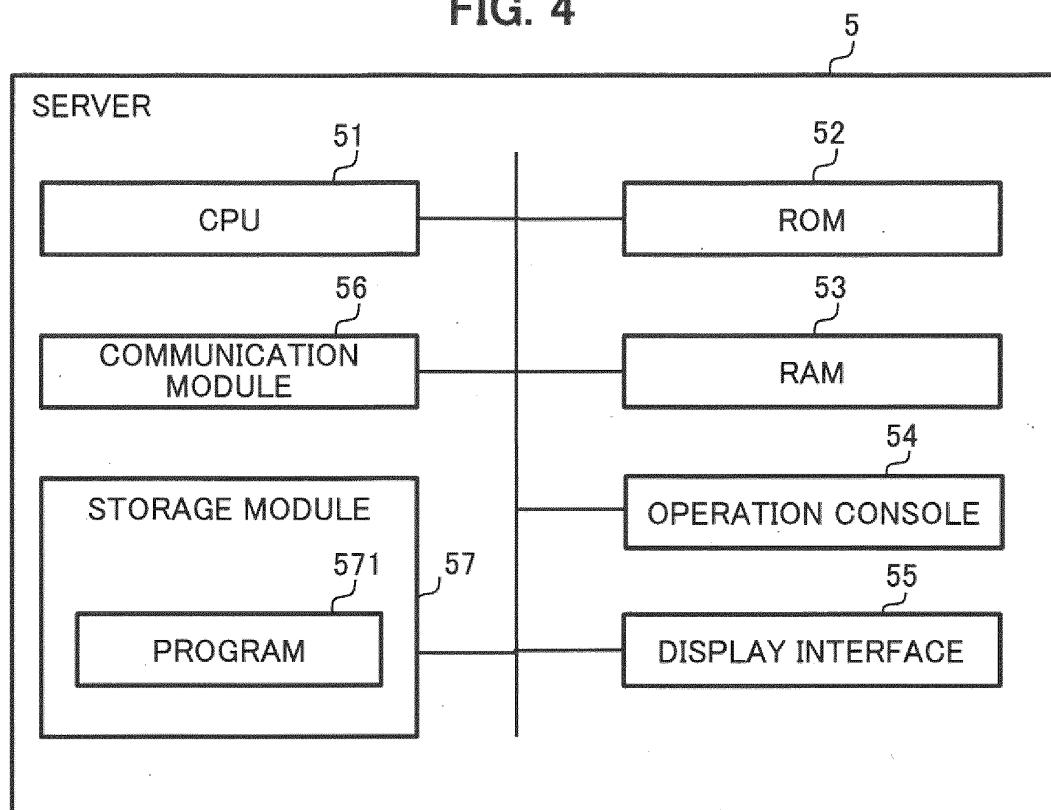 FIG. 4
5
SERVER
51
CPU
52
ROM
56
COMMUNICATION
MODULE
53
RAM
54
OPERATION CONSOLE
STORAGE MODULE
57
571
PROGRAM
55
DISPLAY INTERFACE